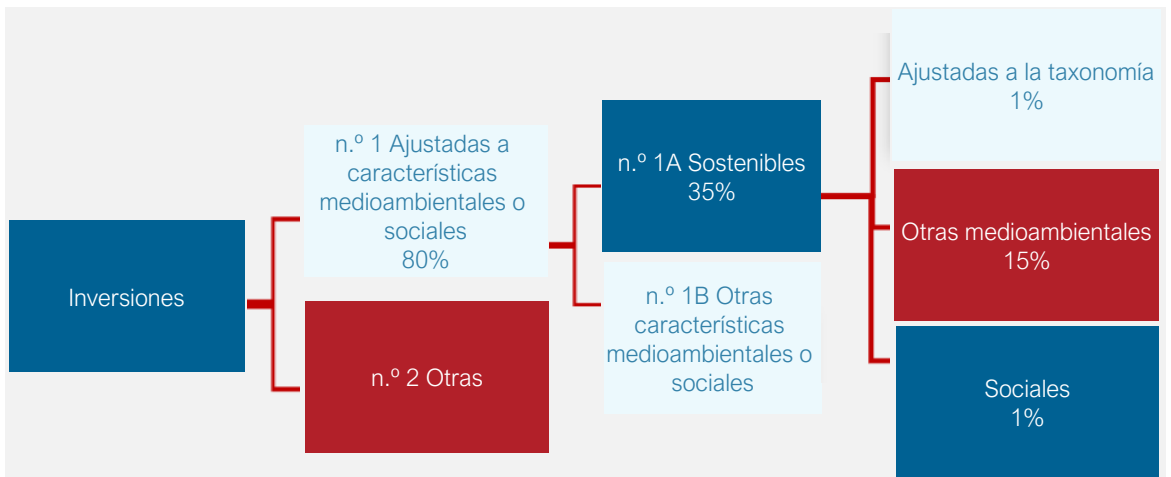 Inversiones
n.º 1 Ajustadas a
características
medioambientales o
sociales
80%
n.º 2 Otras
n.º 1A Sostenibles
35%
n.º 1B Otras
características
medioambientales o
sociales
Ajustadas a la taxonomía
1%
Otras medioambientales
15%
Sociales
1%